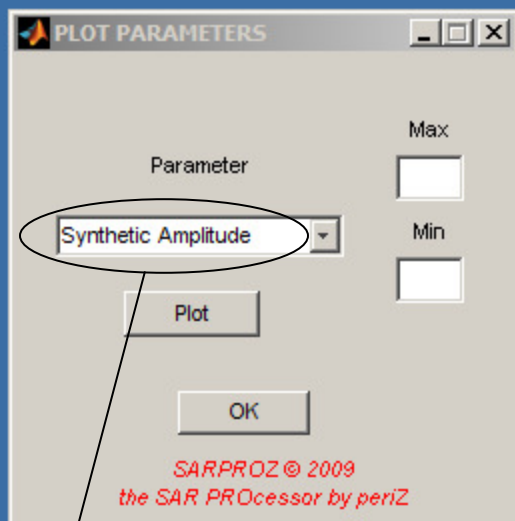 PLOT PARAMETERS
Max
Parameter
Synthetic Amplitude
Min
Plot
OK
SARPROZ © 2009
the SAR PROcessor by periZ